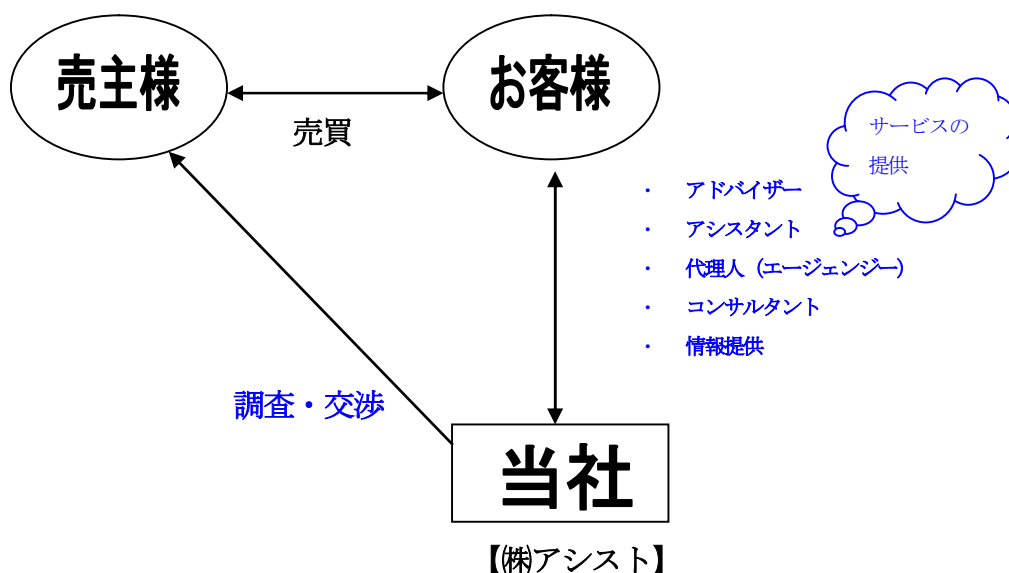 売主様
お客様
売買
サービスの
提供
・ アドバイザー
・ アシスタント
・ 代理人（エージェンジー）
・ コンサルタント
・ 情報提供
調査・交渉
当社
【㈱アシスト】